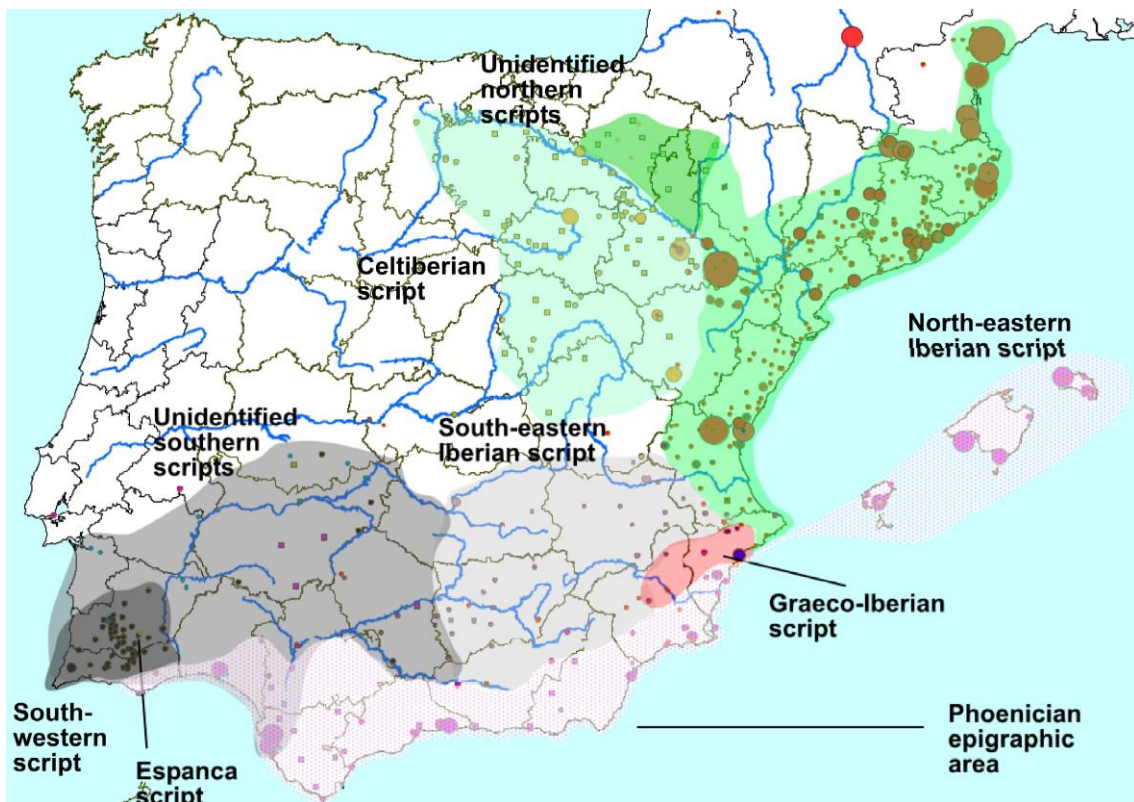 Unidentified
northern
scripts
Celtiberian
script
North-eastern
Iberian script
Unidentified
southern
scripts
South-eastern
Iberian script
Graeco-Iberian
script
South-
western
script
Espanca
script
Phoenician
epigraphic
area